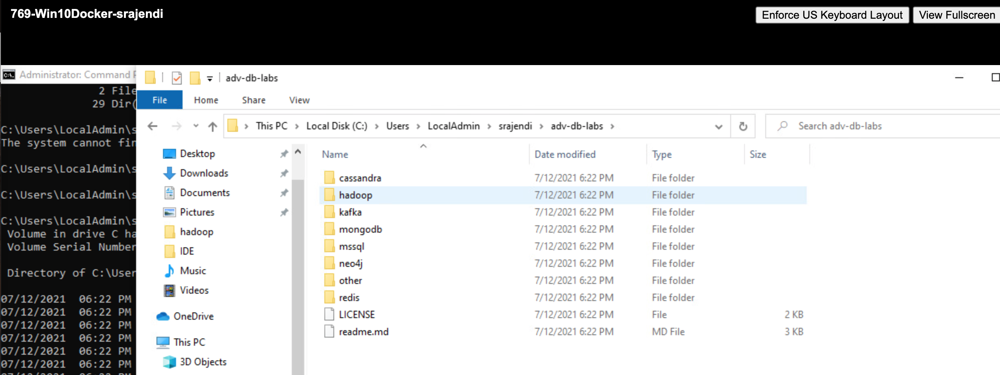 769-Win10Docker-srajendi
Enforce US Keyboard Layout
View Fullscreen
Administrator: Command
2 File
29 Dir(
C:\Users\LocalAdmin\s
The system cannot fin
C:\Users\LocalAdmin\s
C:\Users\LocalAdmin\s
C:\Users\LocalAdmin\s
Volume in drive C ha
Volume Serial Number
Directory of C:\User
07/12/2021 06:22 PM
07/12/2021 06:22 PM
07/12/2021 06:22 PM
07/12/2021 06:22 PM
07/12/2021 06:22 PM
07/12/2021 06:22 PM
adv-db-labs
File Home Share View
This PC > Local Disk (C:) > Users > LocalAdmin > srajendi > adv-db-labs >
Search adv-db-labs
Desktop
Downloads
Documents
Pictures
hadoop
IDE
Music
Videos
OneDrive
This PC
3D Objects
Name Date modified Type Size
cassandra 7/12/2021 6:22 PM File folder
hadoop 7/12/2021 6:22 PM File folder
kafka 7/12/2021 6:22 PM File folder
mongodb 7/12/2021 6:22 PM File folder
mssql 7/12/2021 6:22 PM File folder
neo4j 7/12/2021 6:22 PM File folder
other 7/12/2021 6:22 PM File folder
redis 7/12/2021 6:22 PM File folder
LICENSE 7/12/2021 6:22 PM File 2 KB
readme.md 7/12/2021 6:22 PM MD File 3 KB